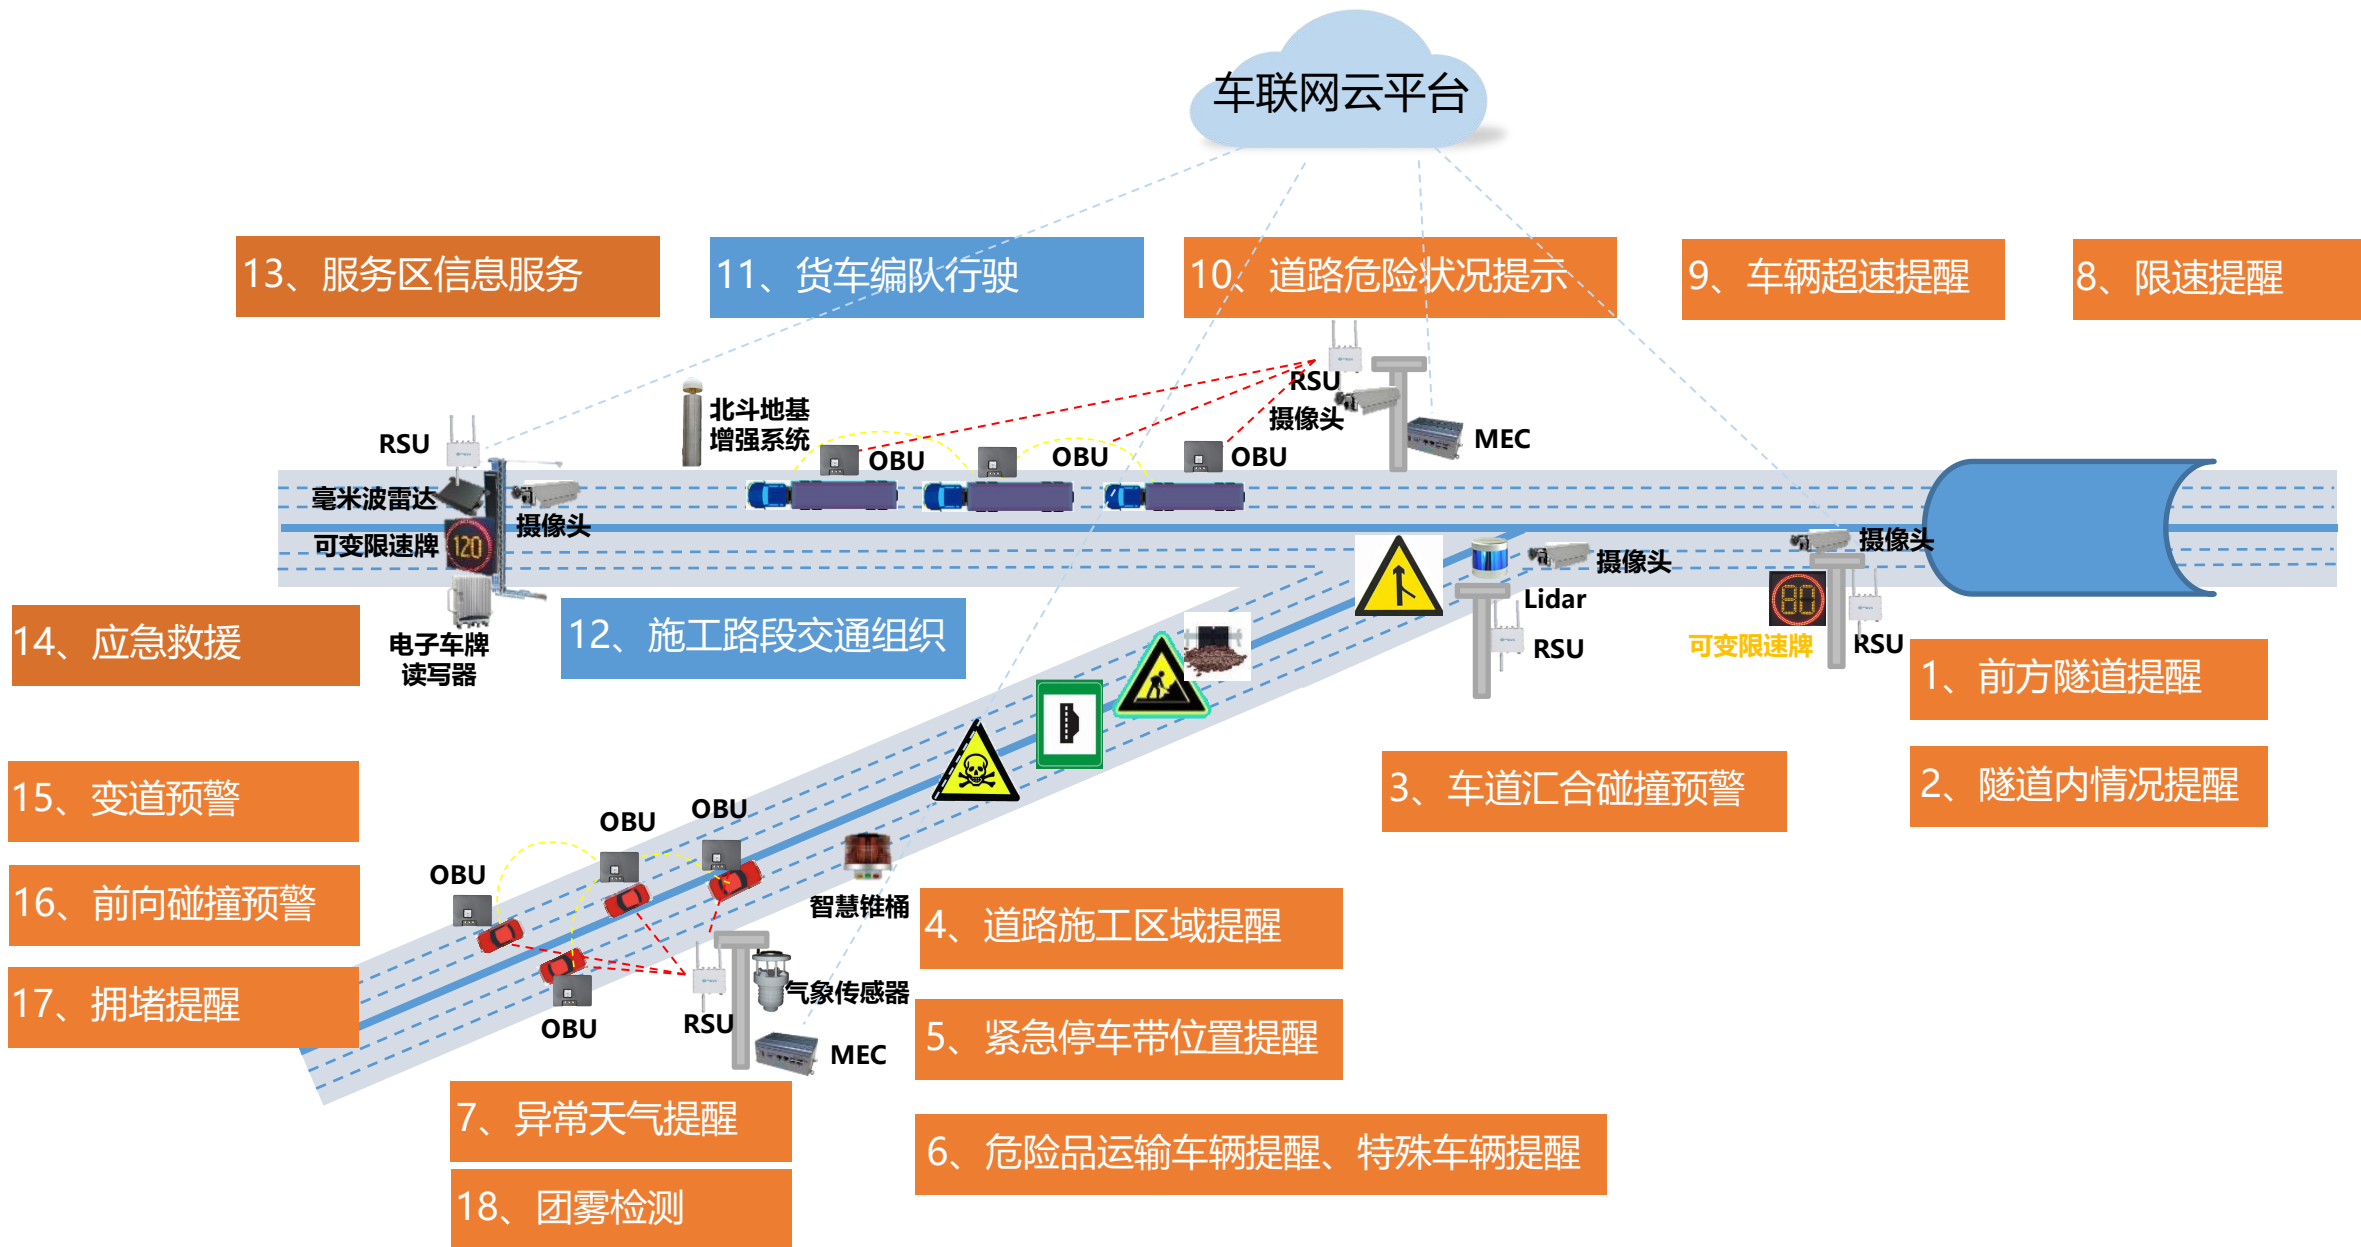 车联网云平台
13、服务区信息服务
11、货车编队行驶
10、道路危险状况提示
9、车辆超速提醒
8、限速提醒
RSU
北斗地基
增强系统
OBU
OBU
OBU
RSU
摄像头
MEC
毫米波雷达
摄像头
可变限速牌
120
电子车牌
读写器
14、应急救援
12、施工路段交通组织
摄像头
Lidar
RSU
摄像头
80
可变限速牌
RSU
1、前方隧道提醒
2、隧道内情况提醒
3、车道汇合碰撞预警
15、变道预警
16、前向碰撞预警
17、拥堵提醒
OBU
OBU
OBU
OBU
智慧锥桶
RSU
气象传感器
MEC
4、道路施工区域提醒
5、紧急停车带位置提醒
6、危险品运输车辆提醒、特殊车辆提醒
7、异常天气提醒
18、团雾检测